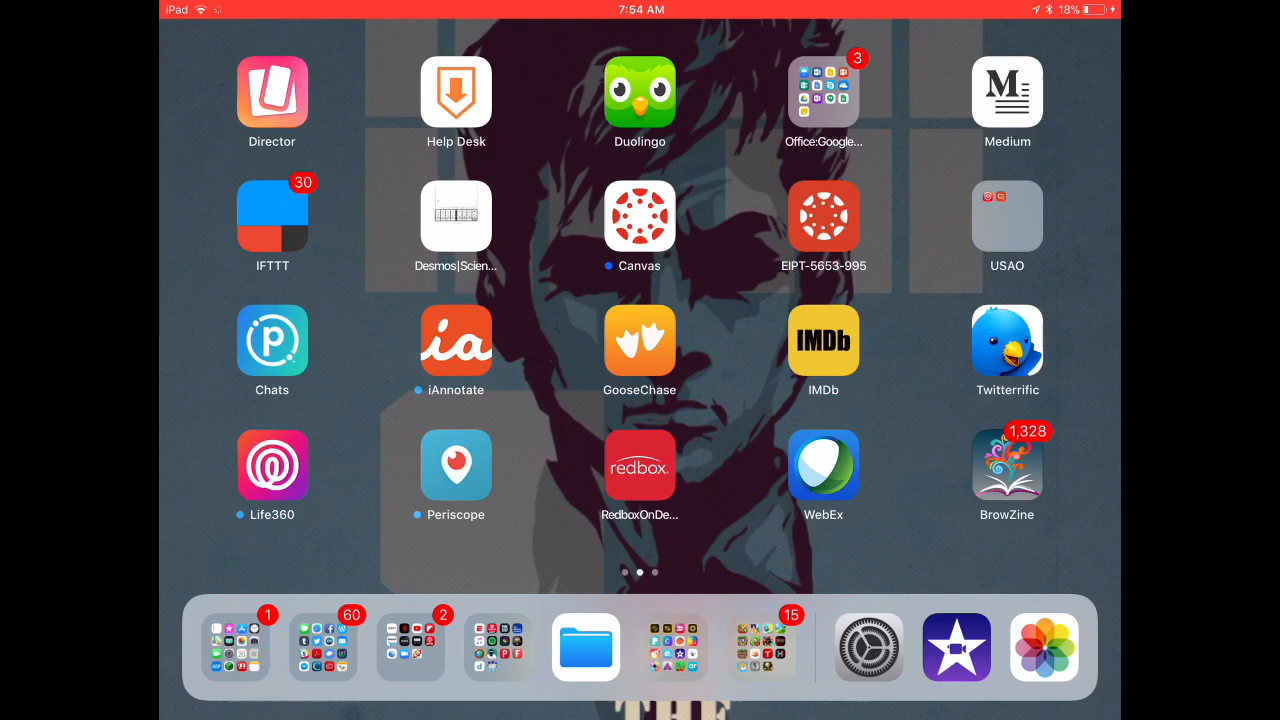 iPad 7:54 AM 18%
3
Director Help Desk Duolingo Office:Google... M Medium
30
IFTTT Desmos|Scien... Canvas EIPT-5653-995 USAO
p ia IMDb
Chats iAnnotate GooseChase IMDb Twitterrific
redbox. 1,328
Life360 Periscope RedboxOnDe... WebEx BrowZine
1 60 2 15
THE